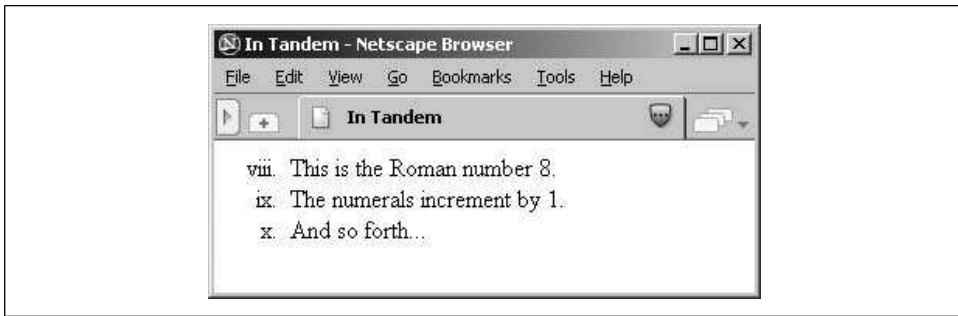 In Tandem - Netscape Browser
File Edit View Go Bookmarks Tools Help
In Tandem
viii. This is the Roman number 8.
ix. The numerals increment by 1.
x. And so forth...